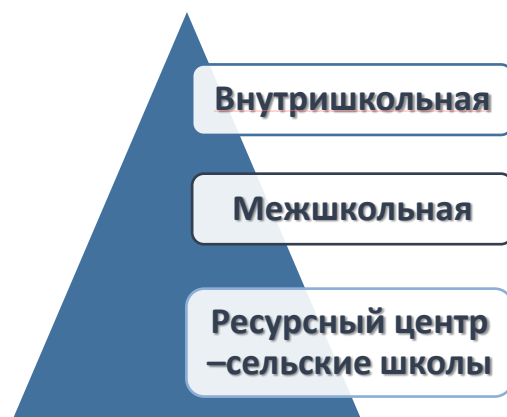 Внутришкольная
Межшкольная
Ресурсный центр
–сельские школы